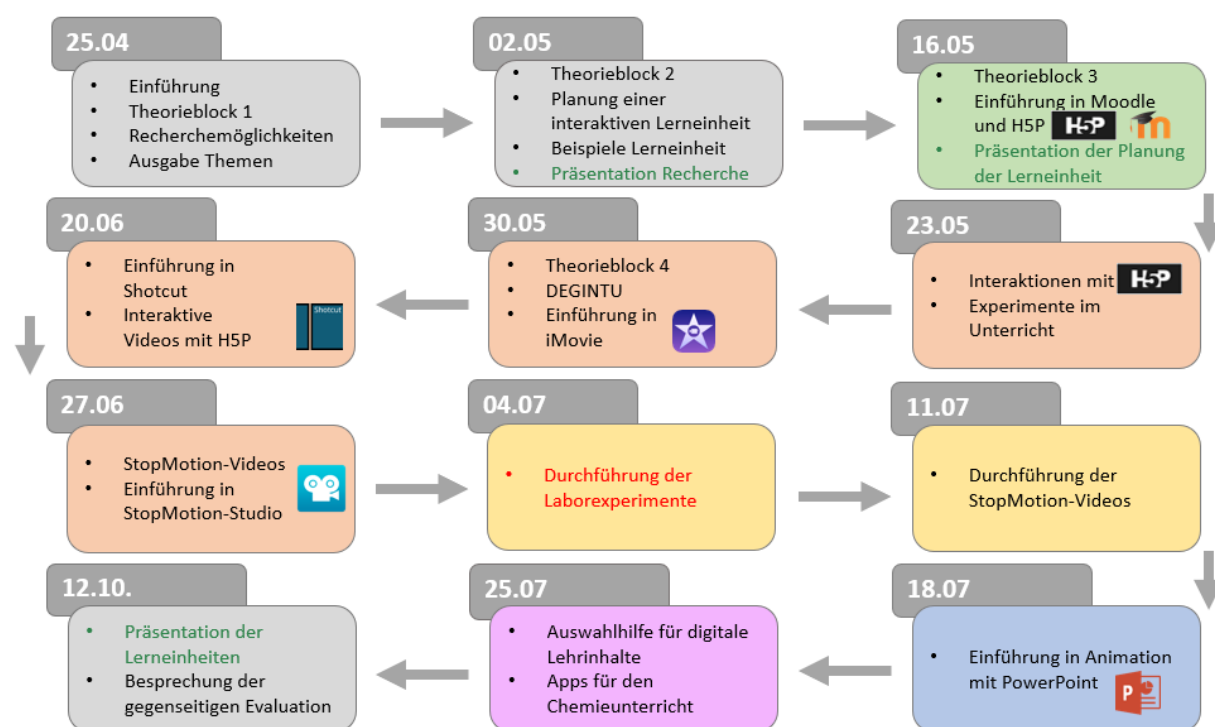 25.04
• Einführung
• Theorieblock 1
• Recherchemöglichkeiten
• Ausgabe Themen
02.05
• Theorieblock 2
• Planung einer
interaktiven Lerneinheit
• Beispiele Lerneinheit
• Präsentation Recherche
16.05
• Theorieblock 3
• Einführung in Moodle
und H5P H5P m
• Präsentation der Planung
der Lerneinheit
23.05
• Interaktionen mit H5P
• Experimente im
Unterricht
30.05
• Theorieblock 4
• DEGINTU
• Einführung in
iMovie
20.06
• Einführung in
Shotcut
• Interaktive
Videos mit H5P
Shotcut
27.06
• StopMotion-Videos
• Einführung in
StopMotion-Studio
04.07
• Durchführung der
Laborexperimente
11.07
• Durchführung der
StopMotion-Videos
18.07
• Einführung in Animation
mit PowerPoint P
25.07
• Auswahlhilfe für digitale
Lehrinhalte
• Apps für den
Chemieunterricht
12.10.
• Präsentation der
Lerneinheiten
• Besprechung der
gegenseitigen Evaluation